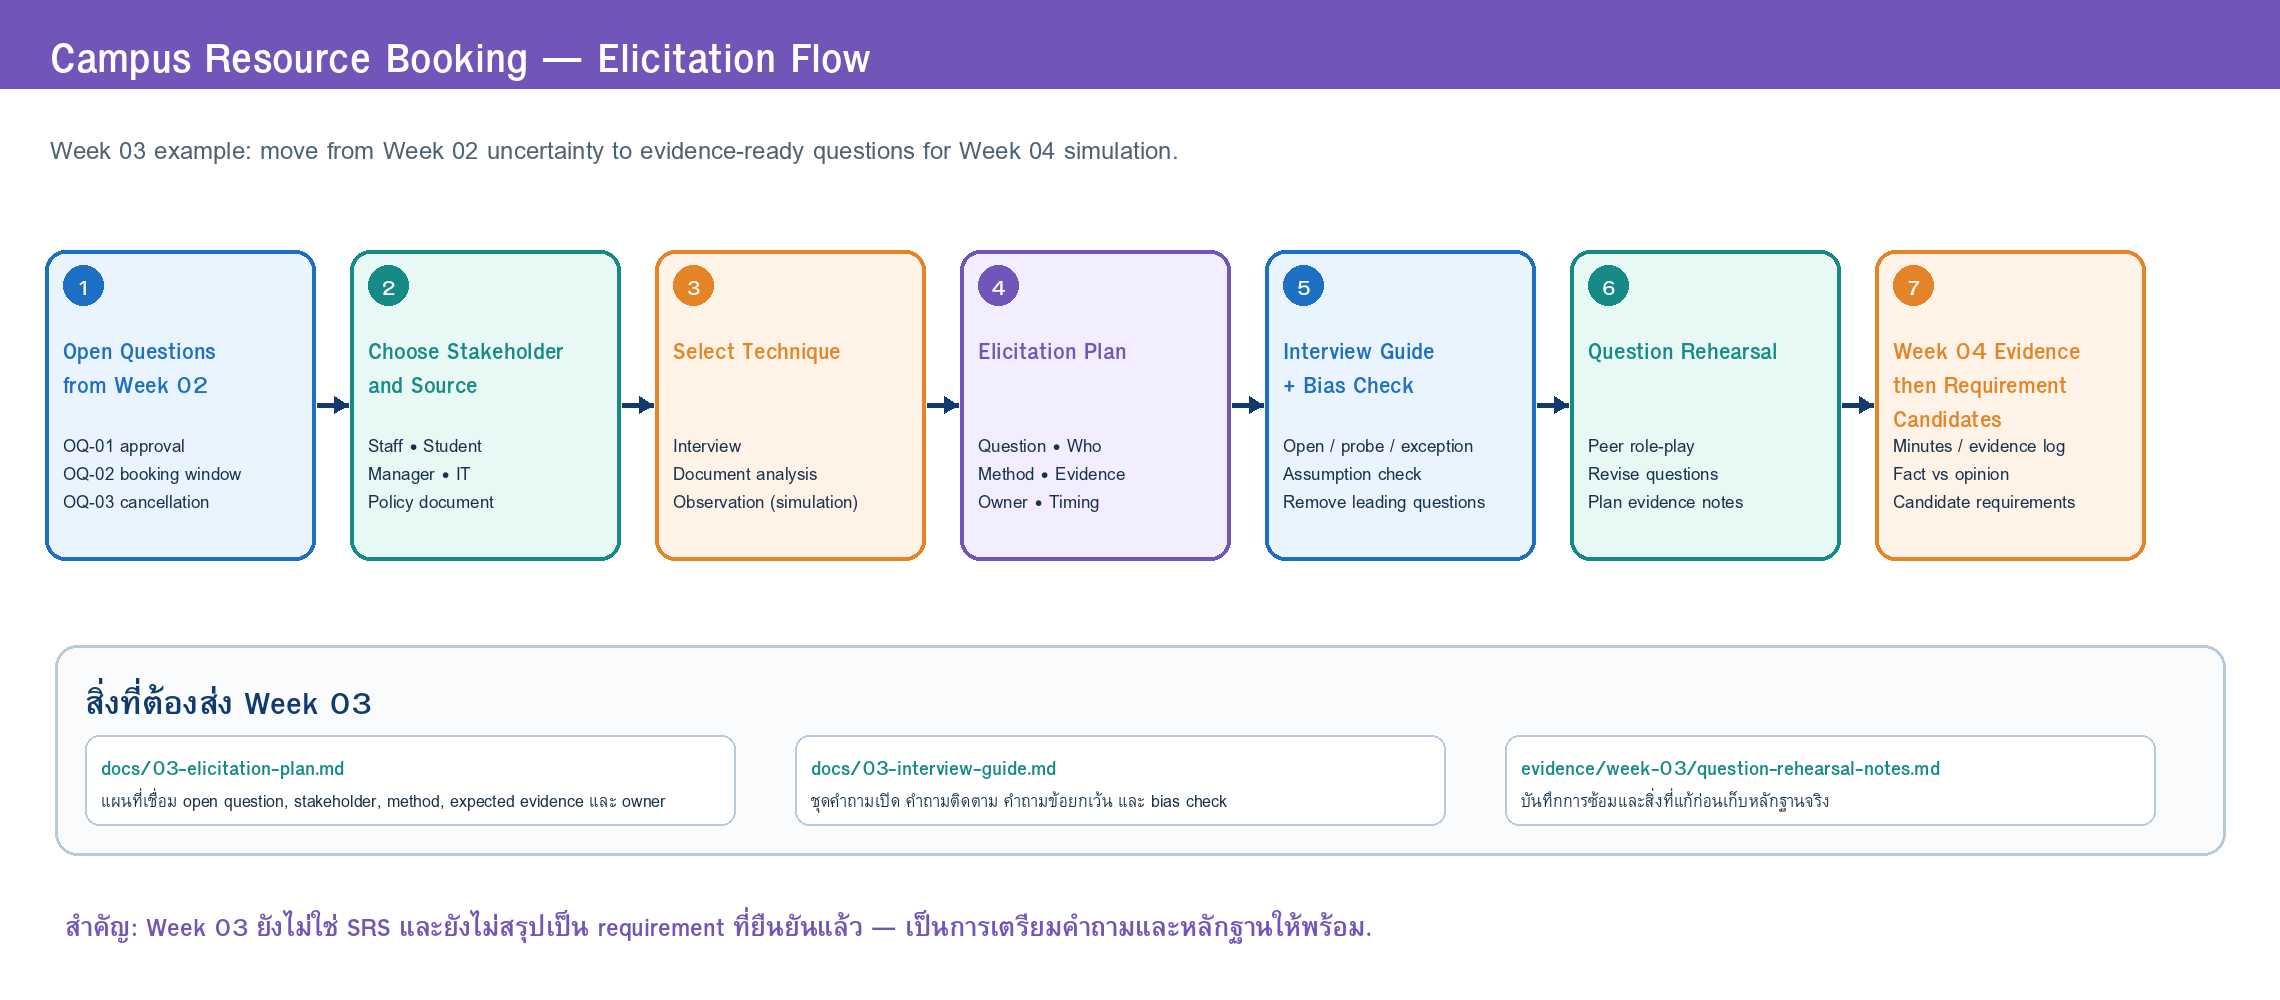 Campus Resource Booking — Elicitation Flow
Week 03 example: move from Week 02 uncertainty to evidence-ready questions for Week 04 simulation.
1
Open Questions
from Week 02
OQ-01 approval
OQ-02 booking window
OQ-03 cancellation
2
Choose Stakeholder
and Source
Staff • Student
Manager • IT
Policy document
3
Select Technique
Interview
Document analysis
Observation (simulation)
4
Elicitation Plan
Question • Who
Method • Evidence
Owner • Timing
5
Interview Guide
+ Bias Check
Open / probe / exception
Assumption check
Remove leading questions
6
Question Rehearsal
Peer role-play
Revise questions
Plan evidence notes
7
Week 04 Evidence
then Requirement
Candidates
Minutes / evidence log
Fact vs opinion
Candidate requirements
สิ่งที่ต้องส่ง Week 03
docs/03-elicitation-plan.md
แผนที่เชื่อม open question, stakeholder, method, expected evidence และ owner
docs/03-interview-guide.md
ชุดคำถามเปิด คำถามติดตาม คำถามข้อยกเว้น และ bias check
evidence/week-03/question-rehearsal-notes.md
บันทึกการซ้อมและสิ่งที่แก้ก่อนเก็บหลักฐานจริง
สำคัญ: Week 03 ยังไม่ใช่ SRS และยังไม่สรุปเป็น requirement ที่ยืนยันแล้ว — เป็นการเตรียมคำถามและหลักฐานให้พร้อม.